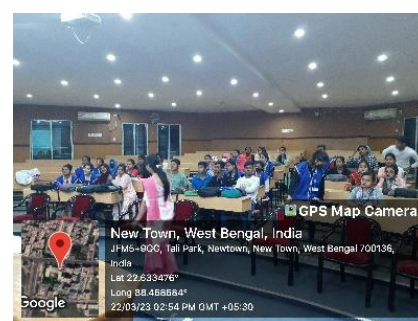 GPS Map Camera
New Town, West Bengal, India
JFM5+9QG, Tali Park, Newtown, New Town, West Bengal 700136,
India
Lat 22.633476°
Long 88.466684°
22/03/23 02:54 PM GMT +05:30
Google